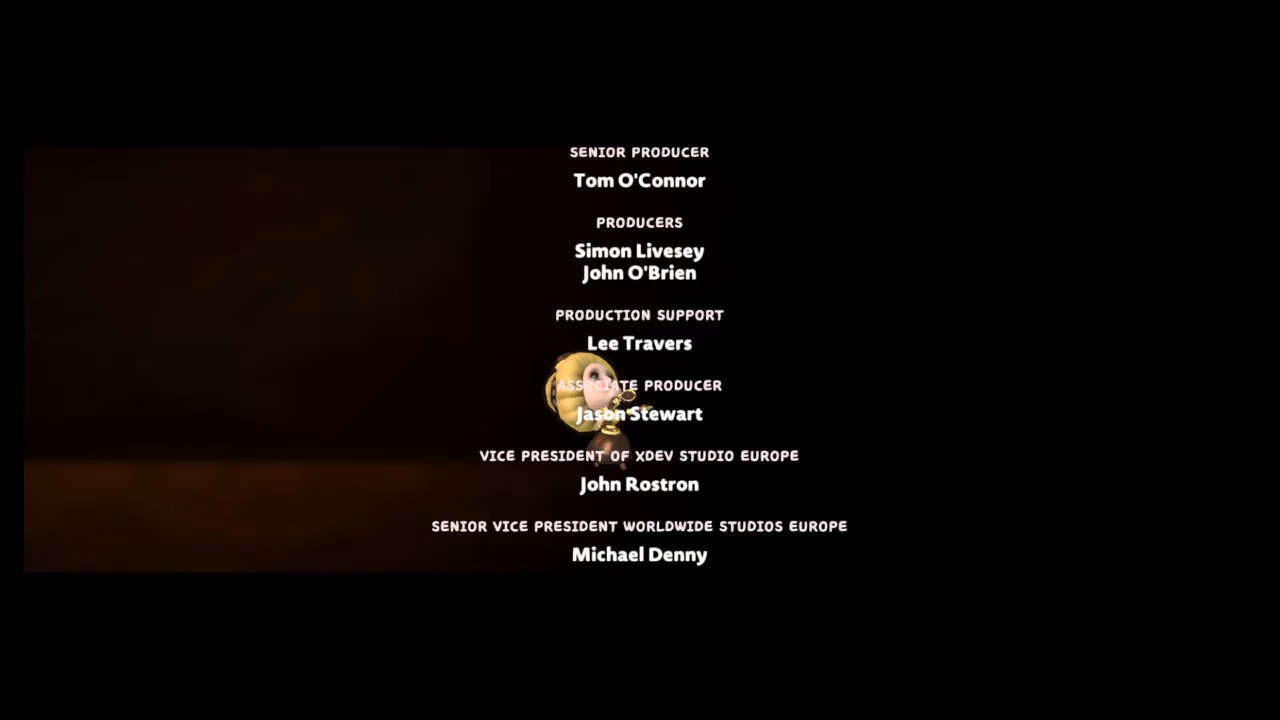 SENIOR PRODUCER
Tom O'Connor
PRODUCERS
Simon Livesey
John O'Brien
PRODUCTION SUPPORT
Lee Travers
ASSOCIATE PRODUCER
Jason Stewart
VICE PRESIDENT OF XDEV STUDIO EUROPE
John Rostron
SENIOR VICE PRESIDENT WORLDWIDE STUDIOS EUROPE
Michael Denny